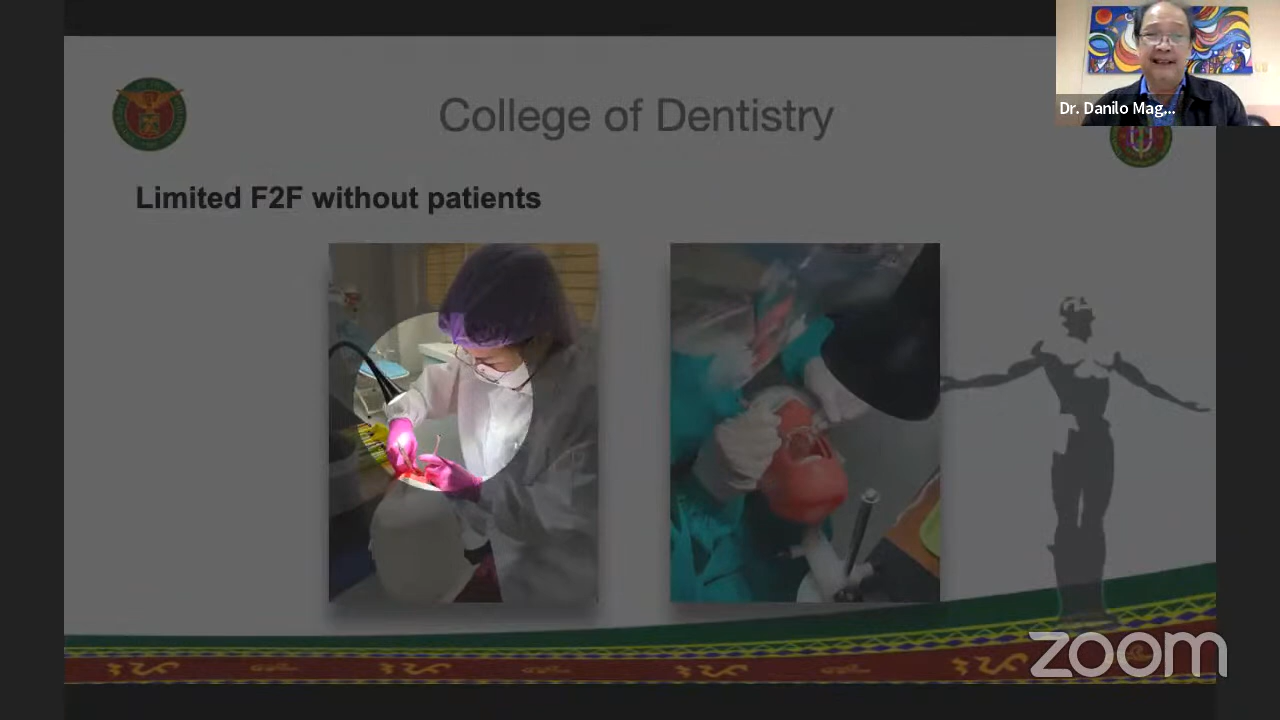 Dr. Danilo Mag...
College of Dentistry
Limited F2F without patients
zoom